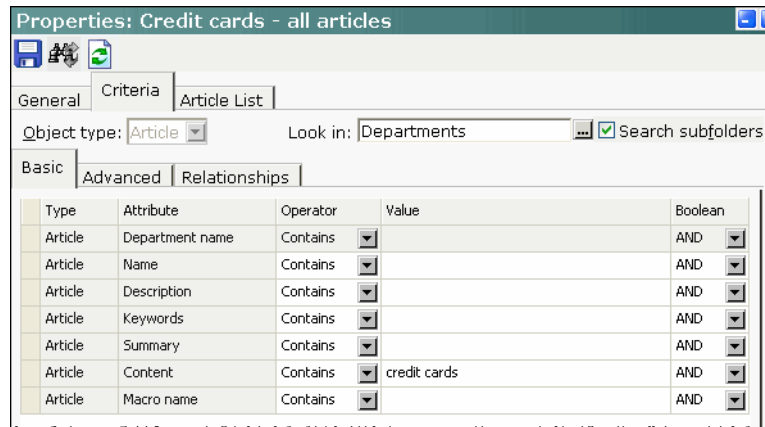 Properties: Credit cards - all articles
General Criteria Article List
Object type: Article Look in: Departments ... Search subfolders
Basic Advanced Relationships
Type Attribute Operator Value Boolean
Article Department name Contains AND
Article Name Contains AND
Article Description Contains AND
Article Keywords Contains AND
Article Summary Contains AND
Article Content Contains credit cards AND
Article Macro name Contains AND